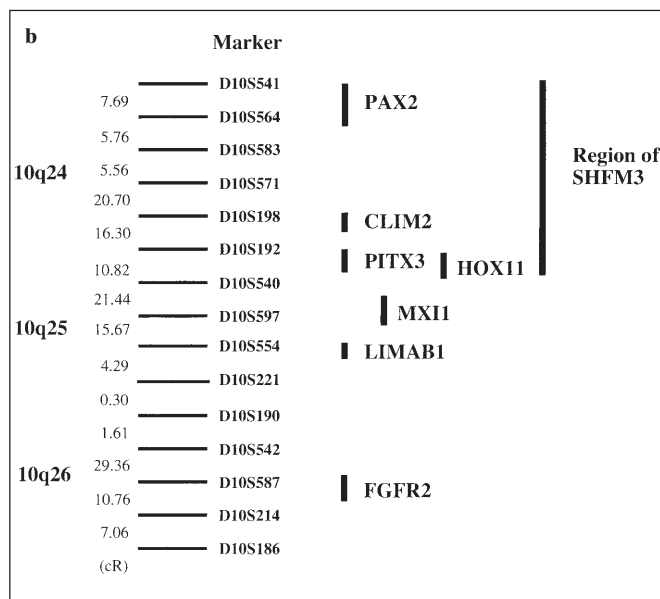 b
Marker
D10S541
7.69
PAX2
D10S564
5.76
D10S583
10q24
5.56
Region of
SHFM3
D10S571
20.70
D10S198
CLIM2
16.30
D10S192
PITX3
HOX11
10.82
D10S540
21.44
MXI1
D10S597
10q25
15.67
D10S554
LIMAB1
4.29
D10S221
0.30
D10S190
1.61
D10S542
10q26
29.36
D10S587
FGFR2
10.76
D10S214
7.06
D10S186
(cR)